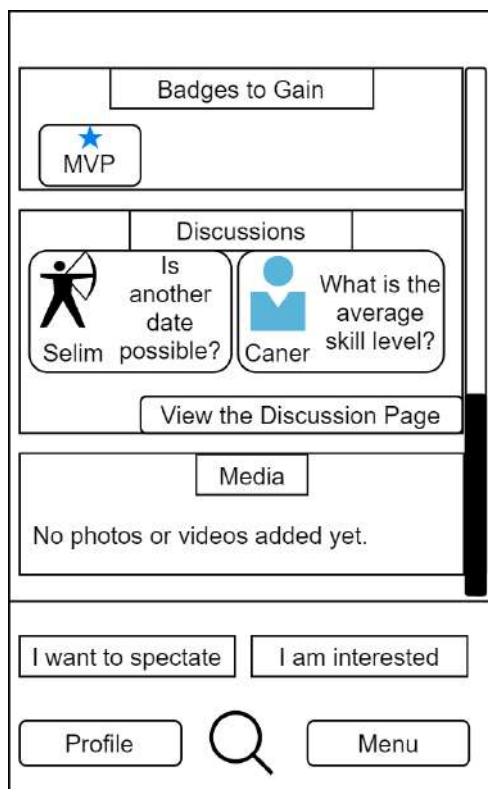 Badges to Gain
MVP
Discussions
Is
another
date
possible?
Selim
What is the
average
skill level?
Caner
View the Discussion Page
Media
No photos or videos added yet.
I want to spectate
I am interested
Profile
Menu